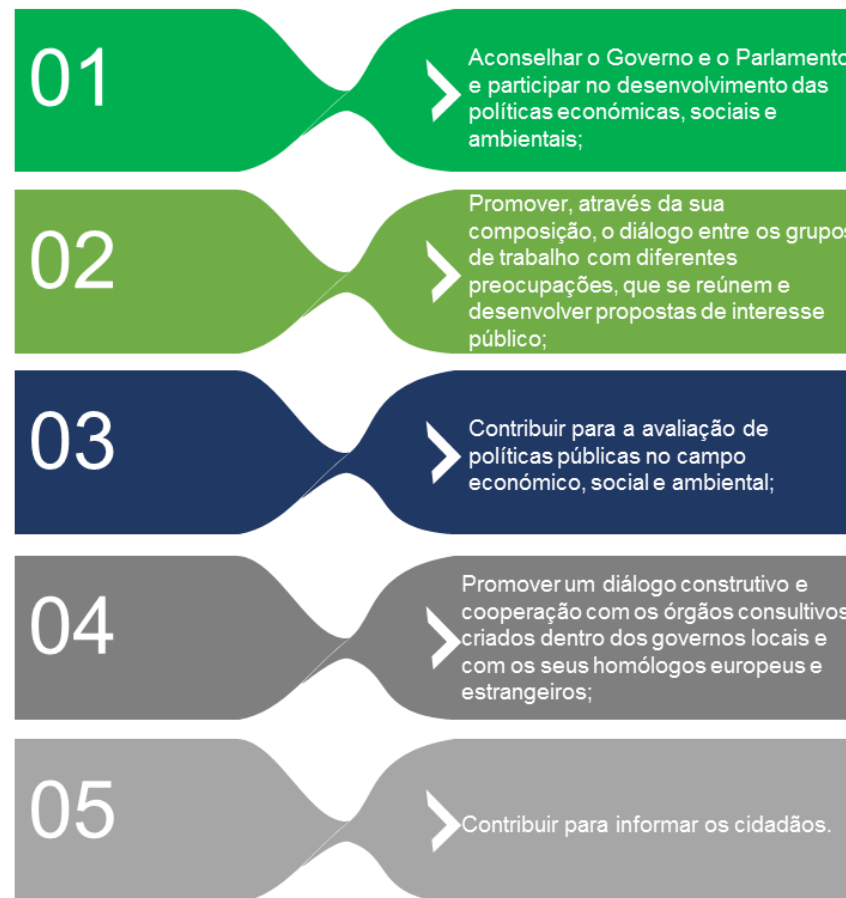 01
Aconselhar o Governo e o Parlamento
e participar no desenvolvimento das
políticas económicas, sociais e
ambientais;
02
Promover, através da sua
composição, o diálogo entre os grupos
de trabalho com diferentes
preocupações, que se reúnem e
desenvolver propostas de interesse
público;
03
Contribuir para a avaliação de
políticas públicas no campo
económico, social e ambiental;
04
Promover um diálogo construtivo e
cooperação com os órgãos consultivos
criados dentro dos governos locais e
com os seus homólogos europeus e
estrangeiros;
05
Contribuir para informar os cidadãos.